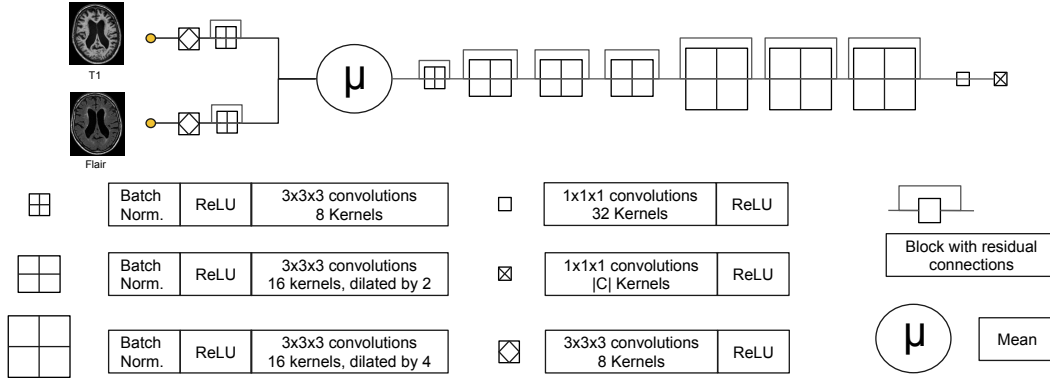 T1
μ
Flair
Batch
Norm.
ReLU
3x3x3 convolutions
8 Kernels
1x1x1 convolutions
32 Kernels
ReLU
Block with residual
connections
Batch
Norm.
ReLU
3x3x3 convolutions
16 kernels, dilated by 2
1x1x1 convolutions
|C| Kernels
ReLU
Batch
Norm.
ReLU
3x3x3 convolutions
16 kernels, dilated by 4
3x3x3 convolutions
8 Kernels
ReLU
μ
Mean